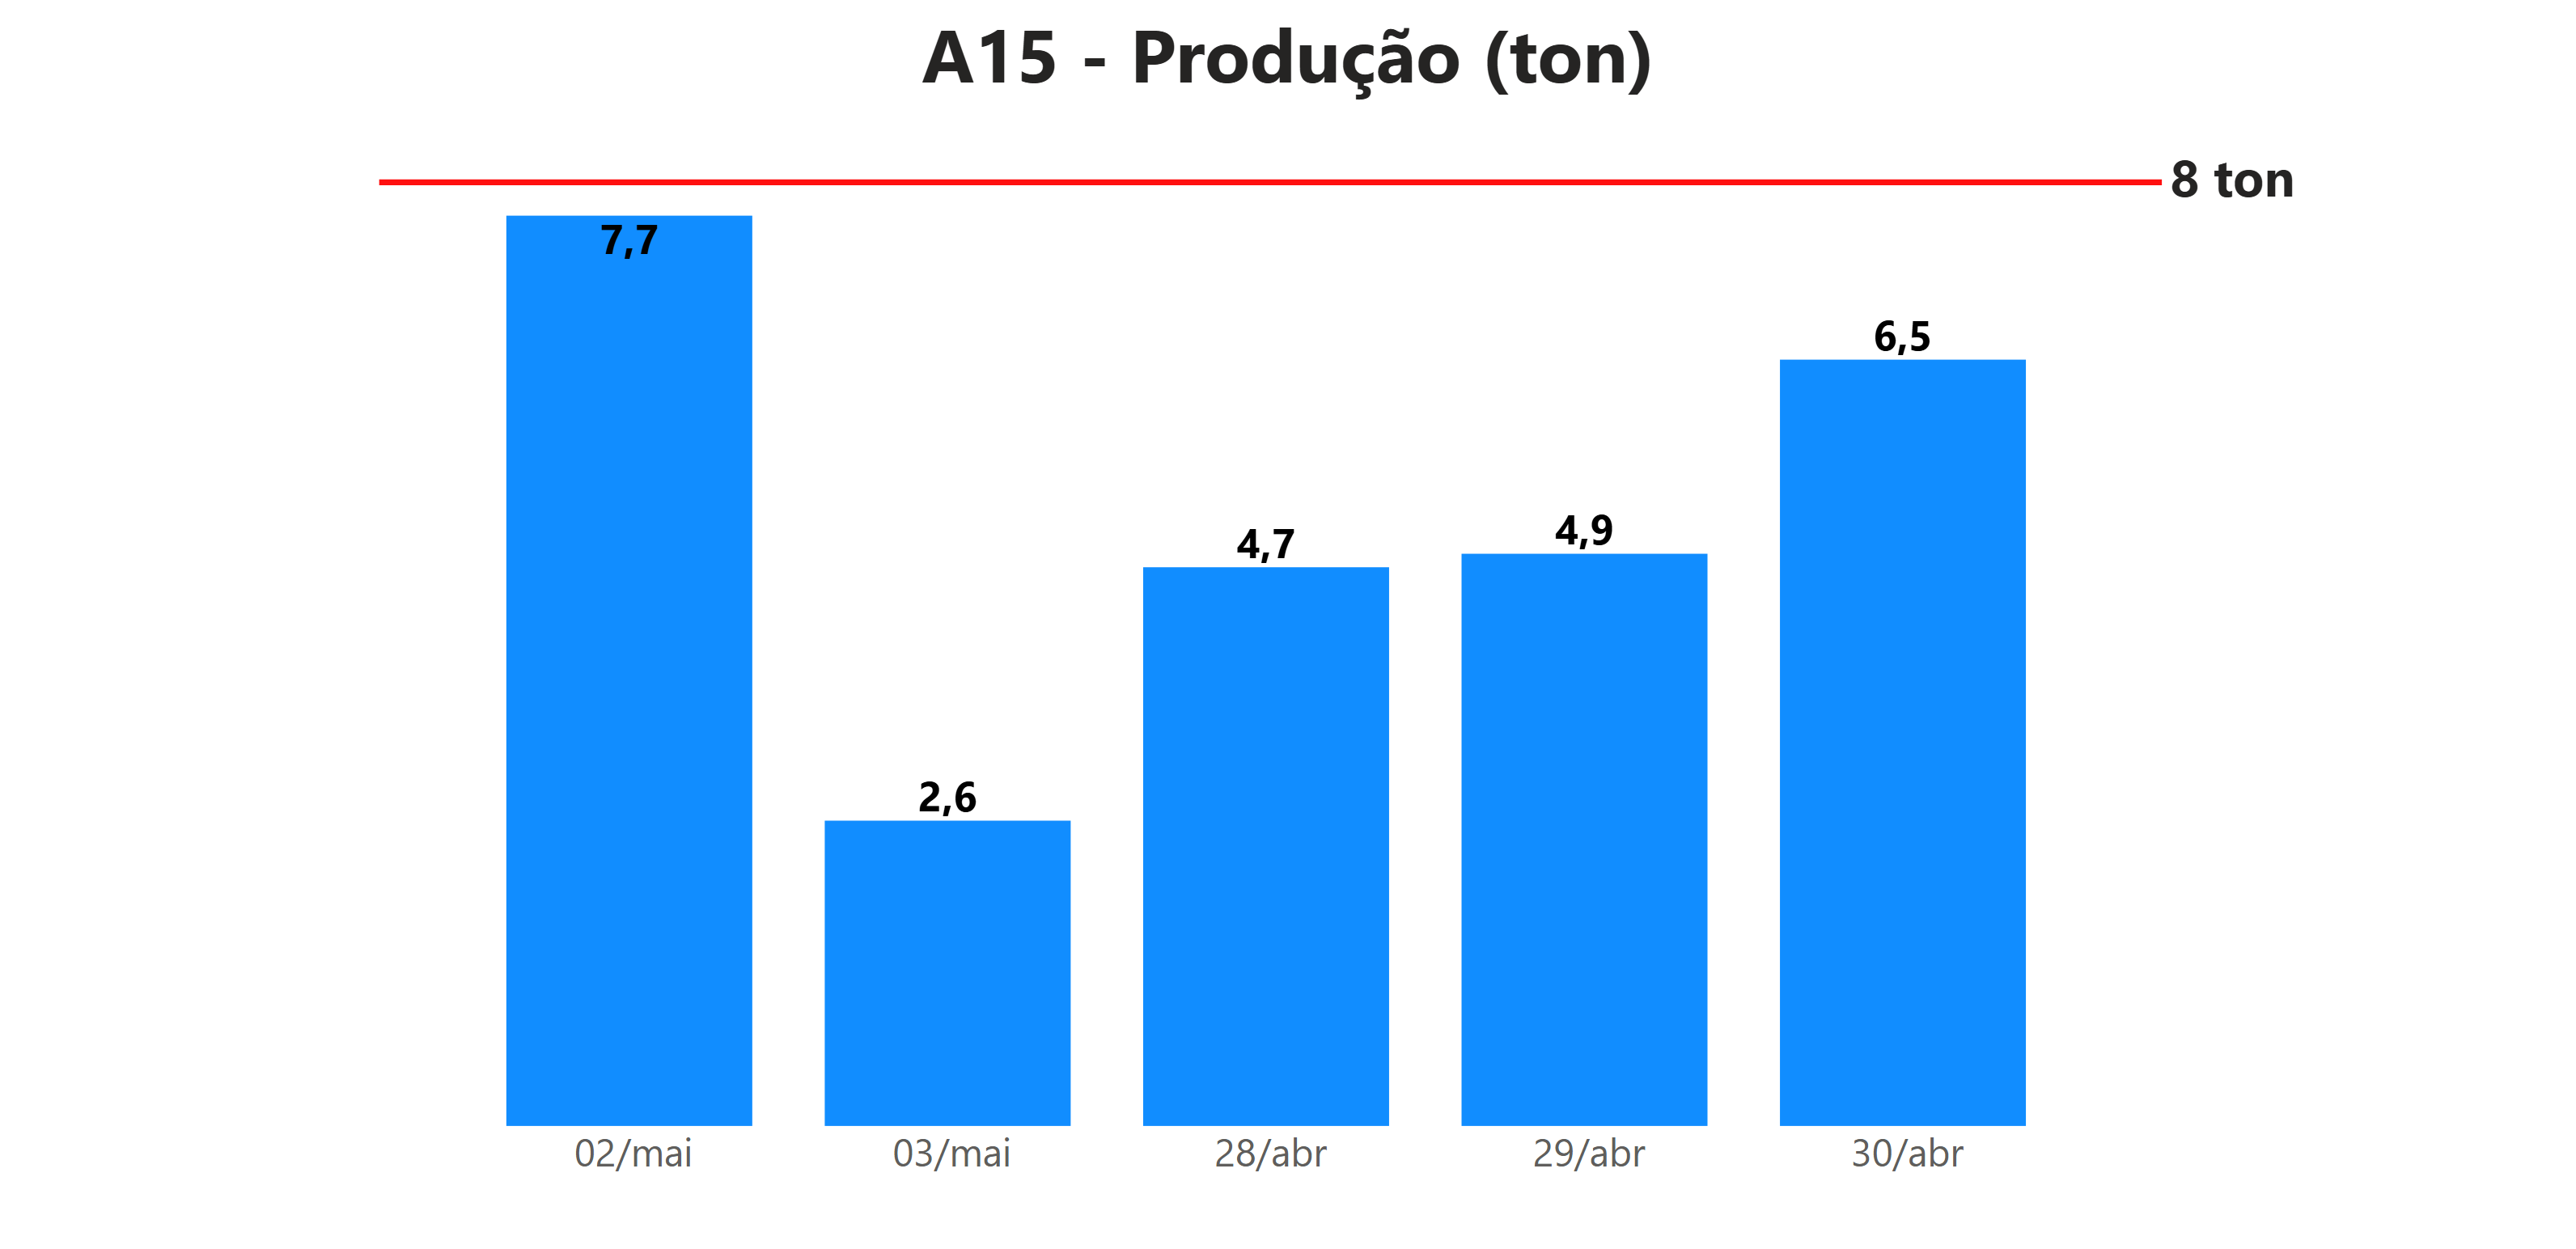 A15 - Produção (ton)
8 ton
7,7
2,6
4,7
4,9
6,5
02/mai
03/mai
28/abr
29/abr
30/abr